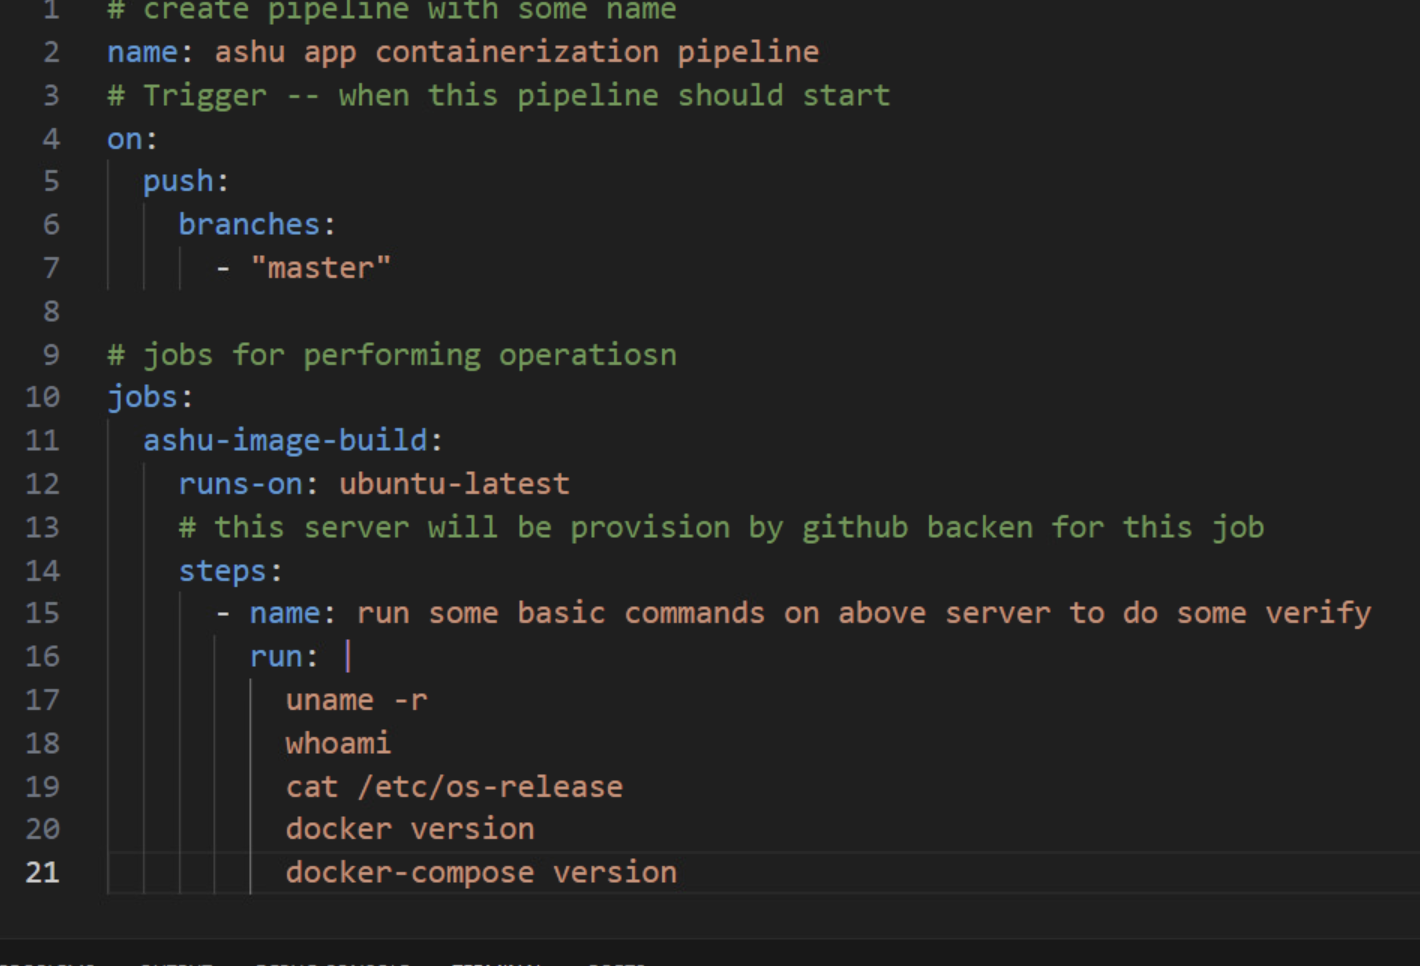 1 # create pipeline with some name
2 name: ashu app containerization pipeline
3 # Trigger -- when this pipeline should start
4 on:
5 push:
6 branches:
7 - "master"
8
9 # jobs for performing operatiosn
10 jobs:
11 ashu-image-build:
12 runs-on: ubuntu-latest
13 # this server will be provision by github backen for this job
14 steps:
15 - name: run some basic commands on above server to do some verify
16 run: |
17 uname -r
18 whoami
19 cat /etc/os-release
20 docker version
21 docker-compose version